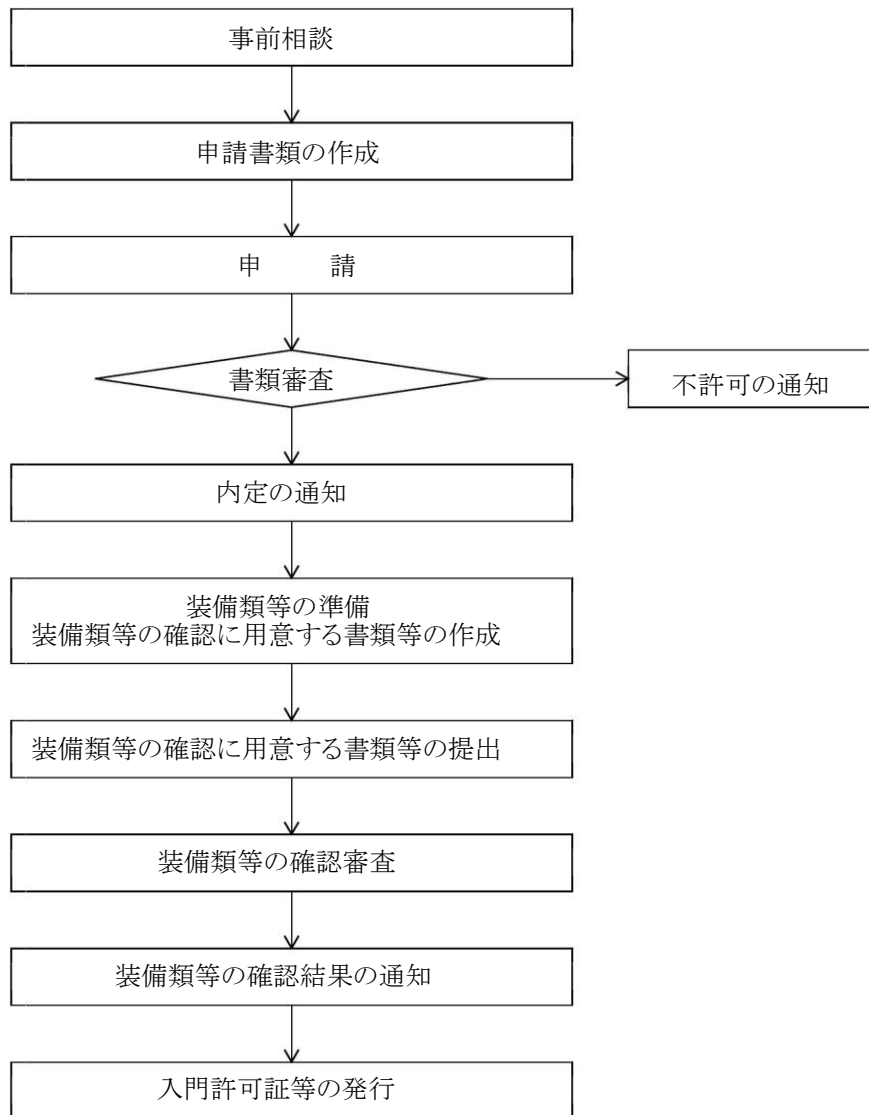 事前相談
申請書類の作成
申　　　請
書類審査
不許可の通知
内定の通知
装備類等の準備
装備類等の確認に用意する書類等の作成
装備類等の確認に用意する書類等の提出
装備類等の確認審査
装備類等の確認結果の通知
入門許可証等の発行